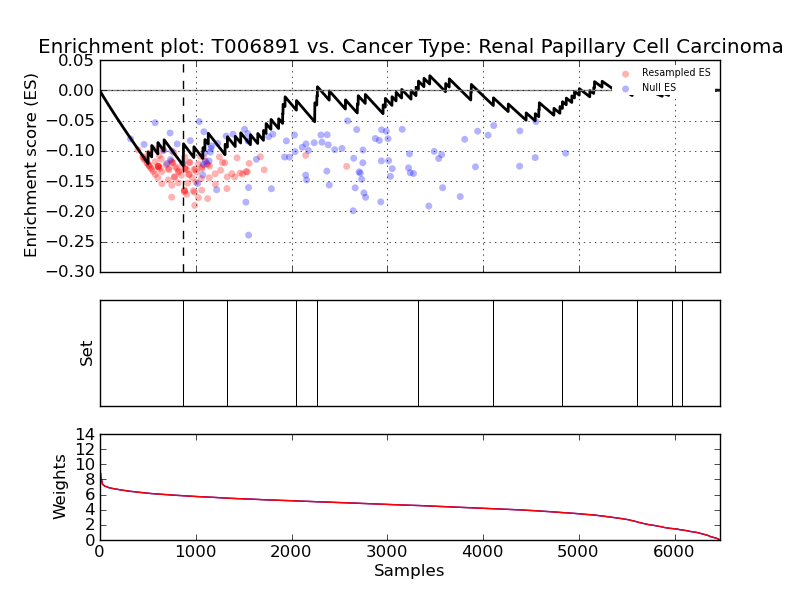 Enrichment plot: T006891 vs. Cancer Type: Renal Papillary Cell Carcinoma
0.05
0.00
−0.05
−0.10
−0.15
−0.20
−0.25
−0.30
Enrichment score (ES)
Resampled ES
Null ES
Set
14
12
10
8
6
4
2
0
Weights
0 1000 2000 3000 4000 5000 6000
Samples